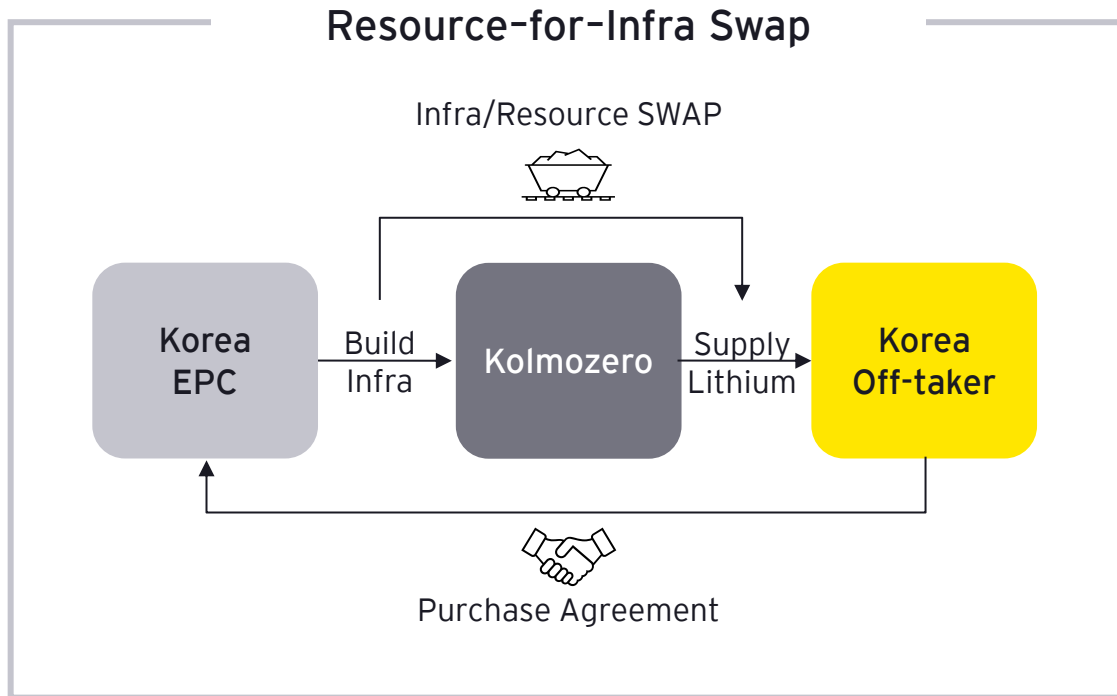 Resource-for-Infra Swap
Infra/Resource SWAP
Korea
EPC
Build
Infra
Kolmozero
Supply
Lithium
Korea
Off-taker
Purchase Agreement